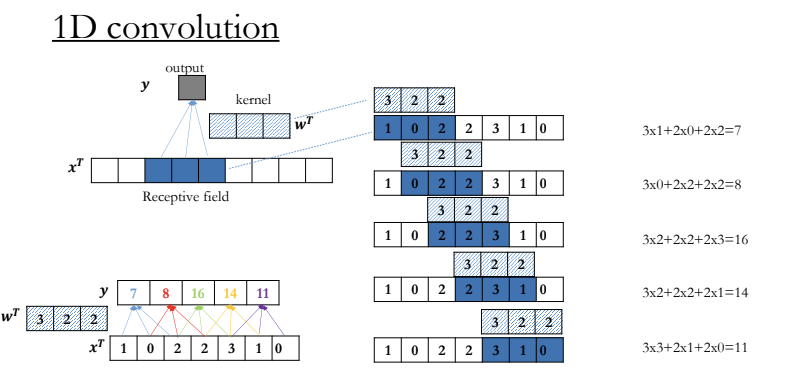 1D convolution
output
y
kernel
wᵀ
xᵀ
Receptive field
3 2 2
1 0 2 2 3 1 0
3x1+2x0+2x2=7
3 2 2
1 0 2 2 3 1 0
3x0+2x2+2x2=8
3 2 2
1 0 2 2 3 1 0
3x2+2x2+2x3=16
3 2 2
1 0 2 2 3 1 0
3x2+2x2+2x1=14
3 2 2
1 0 2 2 3 1 0
3x3+2x1+2x0=11
y 7 8 16 14 11
wᵀ 3 2 2
xᵀ 1 0 2 2 3 1 0